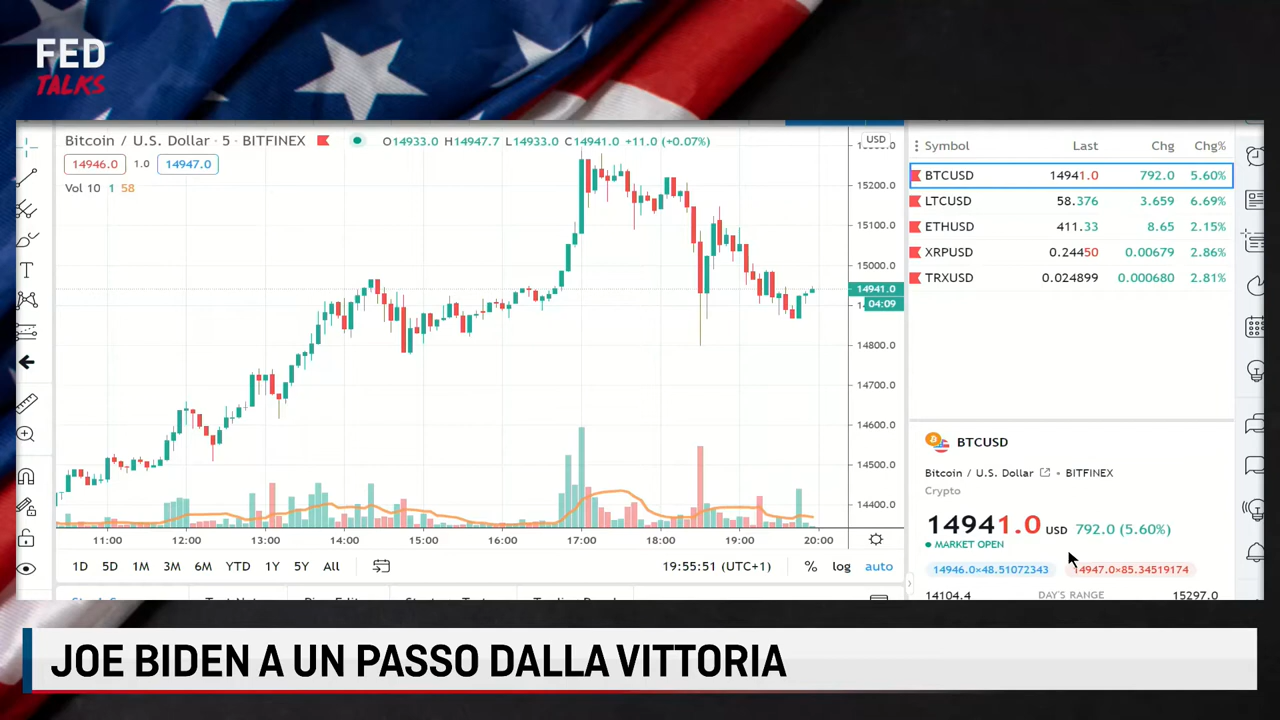 FED
TALKS
Bitcoin / U.S. Dollar · 5 · BITFINEX O14933.0 H14947.7 L14933.0 C14941.0 +11.0 (+0.07%)
14946.0 1.0 14947.0
Vol 10 1 58
USD
15200.0
15100.0
15000.0
14941.0
04:09
14800.0
14700.0
14600.0
14500.0
14400.0
11:00 12:00 13:00 14:00 15:00 16:00 17:00 18:00 19:00 20:00
1D 5D 1M 3M 6M YTD 1Y 5Y All 19:55:51 (UTC+1) % log auto
Symbol Last Chg Chg%
BTCUSD 14941.0 792.0 5.60%
LTCUSD 58.376 3.659 6.69%
ETHUSD 411.33 8.65 2.15%
XRPUSD 0.24450 0.00679 2.86%
TRXUSD 0.024899 0.000680 2.81%
BTCUSD
Bitcoin / U.S. Dollar • BITFINEX
Crypto
14941.0 USD 792.0 (5.60%)
MARKET OPEN
14946.0×48.51072343 14947.0×85.34519174
14104.4 DAY'S RANGE 15297.0
JOE BIDEN A UN PASSO DALLA VITTORIA